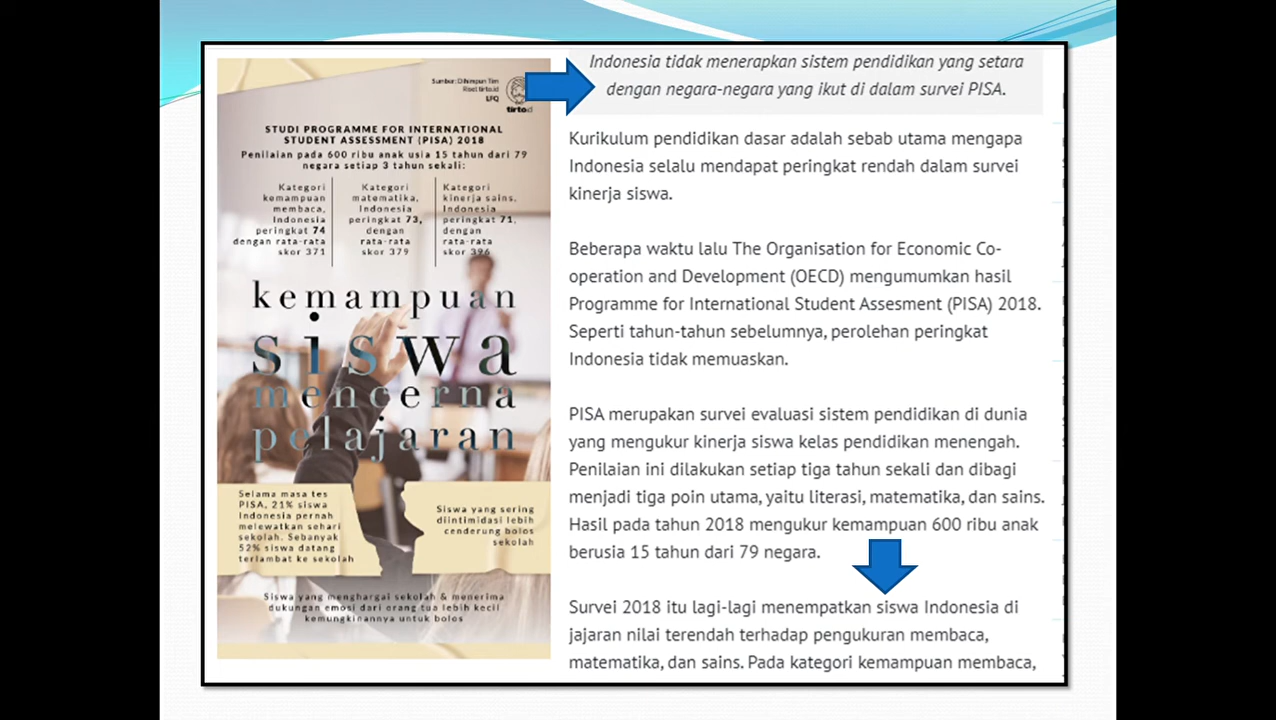 Sumber: Dihimpun Tim
Riset tirto.id
LFQ
tirto.id
STUDI PROGRAMME FOR INTERNATIONAL
STUDENT ASSESSMENT (PISA) 2018
Penilaian pada 600 ribu anak usia 15 tahun dari 79
negara setiap 3 tahun sekali:
Kategori
kemampuan
membaca,
Indonesia
peringkat 74
dengan rata-rata
skor 371
Kategori
matematika,
Indonesia
peringkat 73,
dengan
rata-rata
skor 379
Kategori
kinerja sains,
Indonesia
peringkat 71,
dengan
rata-rata
skor 396
kemampuan
siswa
mencerna
pelajaran
Selama masa tes
PISA, 21% siswa
Indonesia pernah
melewatkan sehari
sekolah. Sebanyak
52% siswa datang
terlambat ke sekolah
Siswa yang sering
diintimidasi lebih
cenderung bolos
sekolah
Siswa yang menghargai sekolah & menerima
dukungan emosi dari orang tua lebih kecil
kemungkinannya untuk bolos
Indonesia tidak menerapkan sistem pendidikan yang setara
dengan negara-negara yang ikut di dalam survei PISA.
Kurikulum pendidikan dasar adalah sebab utama mengapa
Indonesia selalu mendapat peringkat rendah dalam survei
kinerja siswa.
Beberapa waktu lalu The Organisation for Economic Co-
operation and Development (OECD) mengumumkan hasil
Programme for International Student Assesment (PISA) 2018.
Seperti tahun-tahun sebelumnya, perolehan peringkat
Indonesia tidak memuaskan.
PISA merupakan survei evaluasi sistem pendidikan di dunia
yang mengukur kinerja siswa kelas pendidikan menengah.
Penilaian ini dilakukan setiap tiga tahun sekali dan dibagi
menjadi tiga poin utama, yaitu literasi, matematika, dan sains.
Hasil pada tahun 2018 mengukur kemampuan 600 ribu anak
berusia 15 tahun dari 79 negara.
Survei 2018 itu lagi-lagi menempatkan siswa Indonesia di
jajaran nilai terendah terhadap pengukuran membaca,
matematika, dan sains. Pada kategori kemampuan membaca,